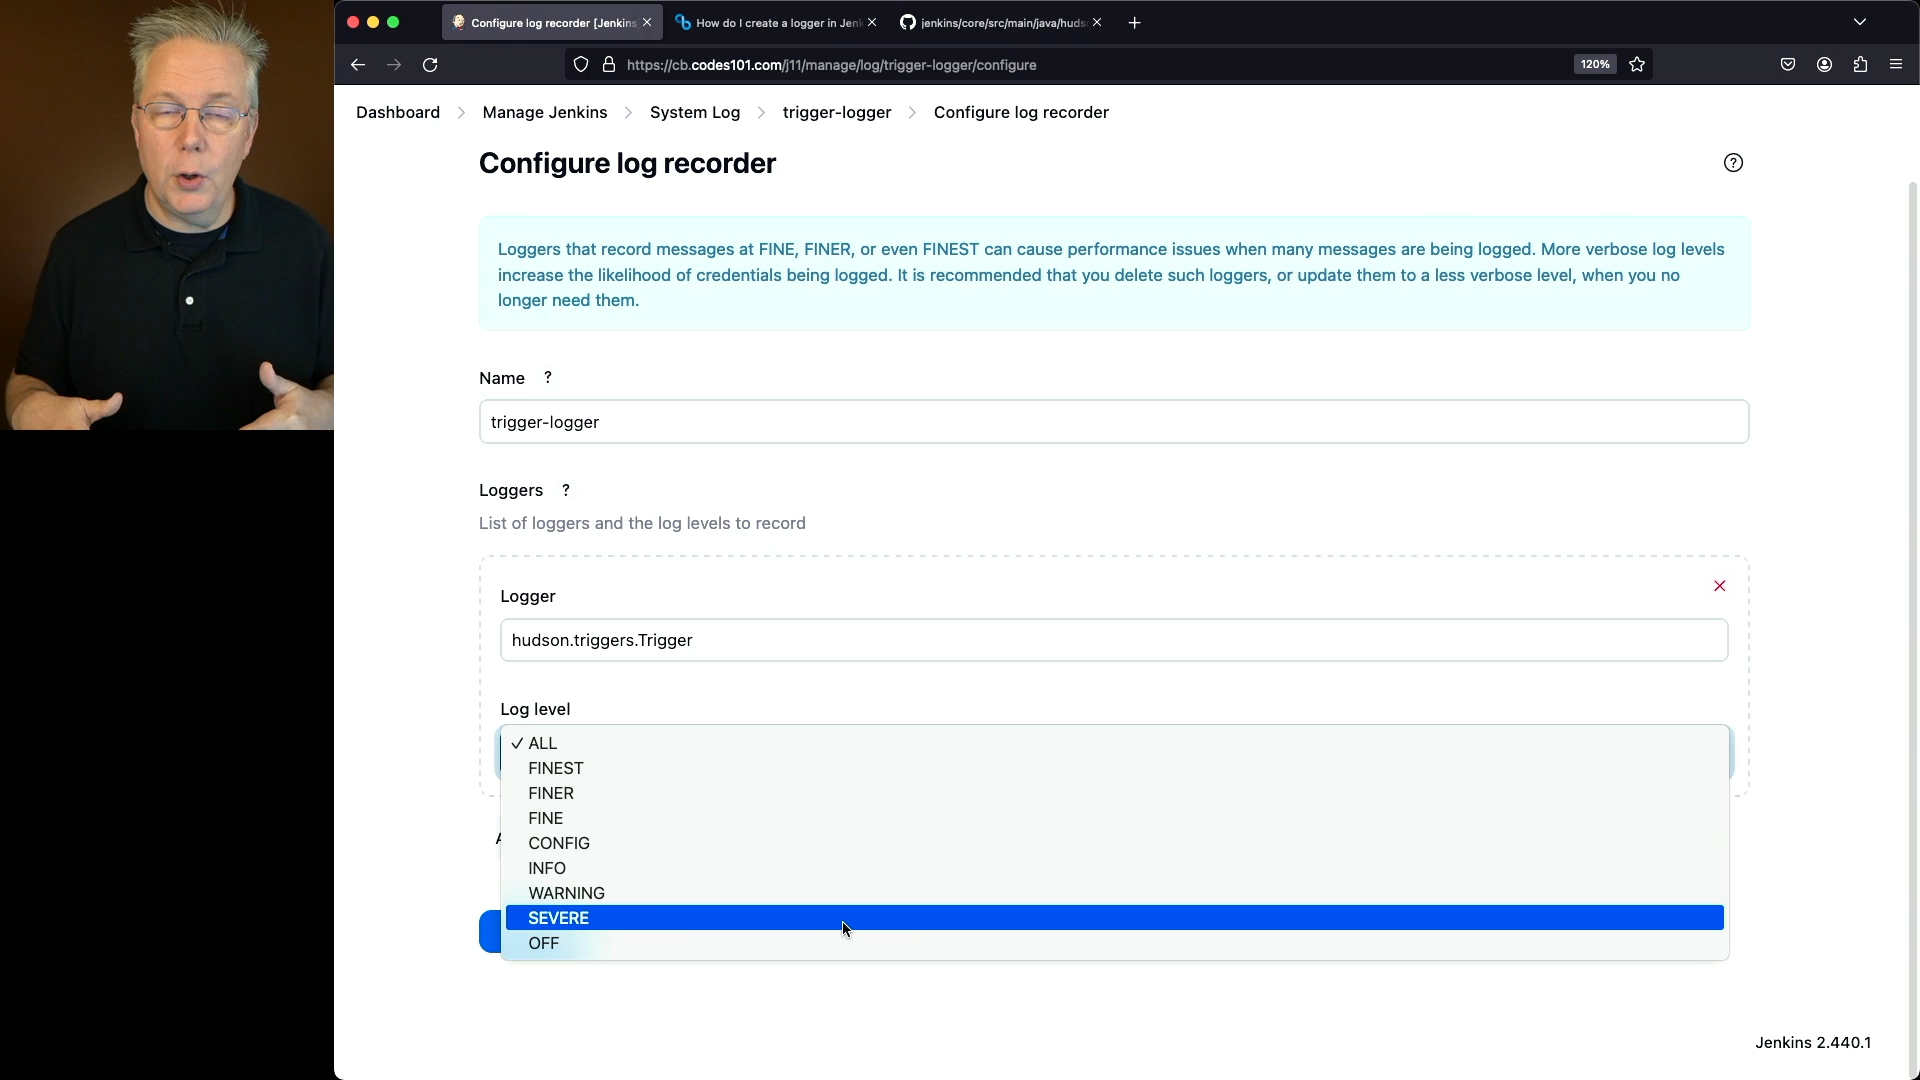 Configure log recorder [Jenkins
How do I create a logger in Jen
jenkins/core/src/main/java/huds
https://cb.codes101.com/j11/manage/log/trigger-logger/configure
120%
Dashboard
Manage Jenkins
System Log
trigger-logger
Configure log recorder
Configure log recorder
?
Loggers that record messages at FINE, FINER, or even FINEST can cause performance issues when many messages are being logged. More verbose log levels
increase the likelihood of credentials being logged. It is recommended that you delete such loggers, or update them to a less verbose level, when you no
longer need them.
Name ?
trigger-logger
Loggers ?
List of loggers and the log levels to record
Logger
hudson.triggers.Trigger
Log level
✓ ALL
FINEST
FINER
FINE
CONFIG
INFO
WARNING
SEVERE
OFF
Jenkins 2.440.1